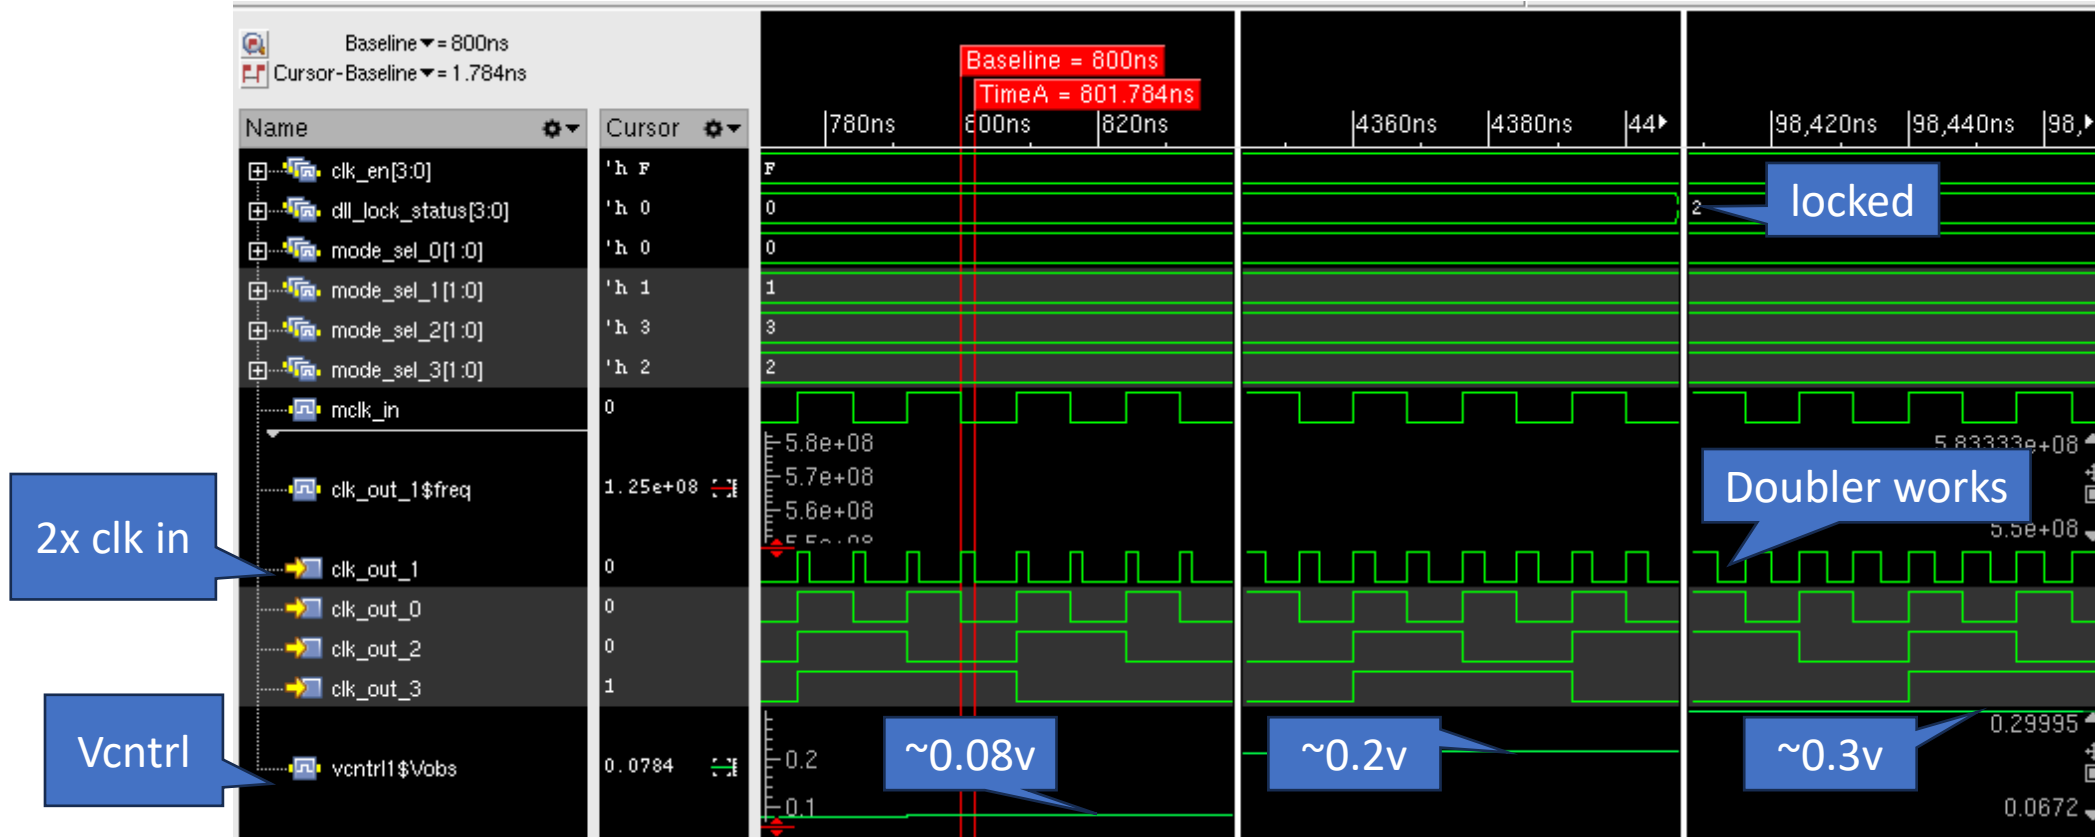 Baseline▼= 800ns
Cursor-Baseline▼= 1.784ns
Baseline = 800ns
TimeA = 801.784ns
Name Cursor
780ns 800ns 820ns 4360ns 4380ns 44 98,420ns 98,440ns 98,
clk_en[3:0] 'h F F
dll_lock_status[3:0] 'h 0 0 2 locked
mode_sel_0[1:0] 'h 0 0
mode_sel_1[1:0] 'h 1 1
mode_sel_2[1:0] 'h 3 3
mode_sel_3[1:0] 'h 2 2
mclk_in 0
5.8e+08 5.83333e+08
clk_out_1$freq 1.25e+08 5.7e+08 Doubler works
5.6e+08
5.5e+08 5.5e+08
2x clk in
clk_out_1 0
clk_out_0 0
clk_out_2 0
clk_out_3 1
0.29995
Vcntrl ~0.08v ~0.2v ~0.3v
vcntrl1$Vobs 0.0784 0.2
0.1 0.0672